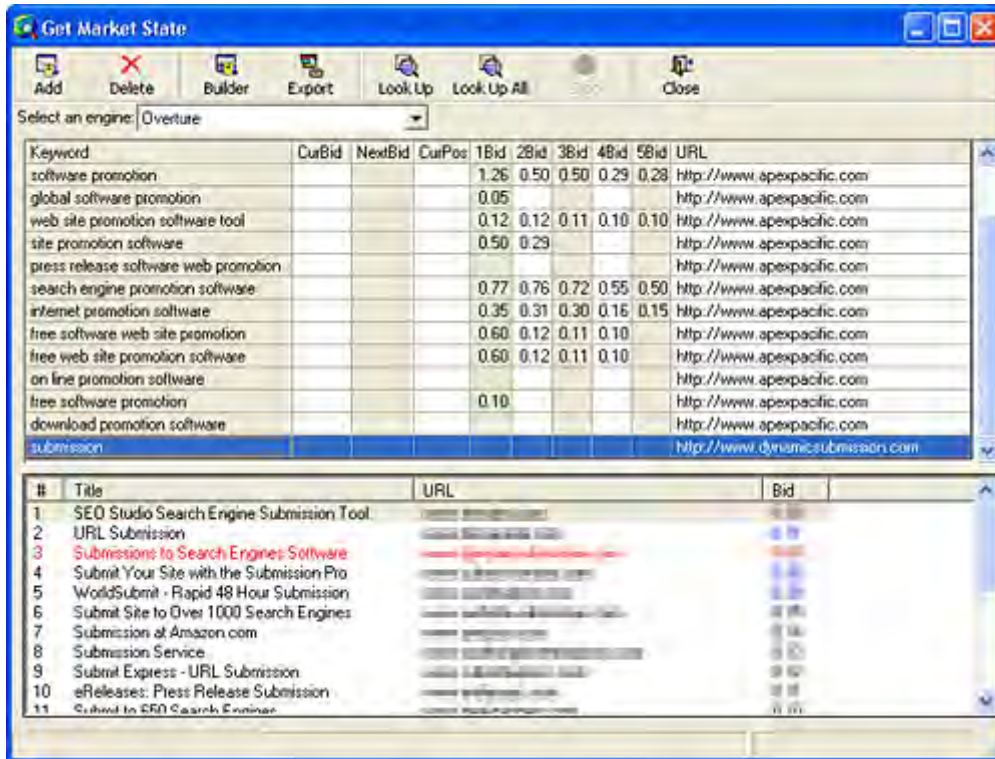 Get Market State
Add Delete Builder Export Look Up Look Up All Close
Select an engine: Overture
Keyword CurBid NextBid CurPos 1Bid 2Bid 3Bid 4Bid 5Bid URL
software promotion 1.26 0.50 0.50 0.29 0.28 http://www.apexpacific.com
global software promotion 0.05 http://www.apexpacific.com
web site promotion software tool 0.12 0.12 0.11 0.10 0.10 http://www.apexpacific.com
site promotion software 0.50 0.29 http://www.apexpacific.com
press release software web promotion http://www.apexpacific.com
search engine promotion software 0.77 0.76 0.72 0.55 0.50 http://www.apexpacific.com
internet promotion software 0.35 0.31 0.30 0.16 0.15 http://www.apexpacific.com
free software web site promotion 0.60 0.12 0.11 0.10 http://www.apexpacific.com
free web site promotion software 0.60 0.12 0.11 0.10 http://www.apexpacific.com
on line promotion software http://www.apexpacific.com
free software promotion 0.10 http://www.apexpacific.com
download promotion software http://www.apexpacific.com
submission http://www.dynamicsubmission.com
# Title URL Bid
1 SEO Studio Search Engine Submission Tool
2 URL Submission
3 Submissions to Search Engines Software
4 Submit Your Site with the Submission Pro
5 WorldSubmit - Rapid 48 Hour Submission
6 Submit Site to Over 1000 Search Engines
7 Submission at Amazon.com
8 Submission Service
9 Submit Express - URL Submission
10 eReleases: Press Release Submission
11 Submit to 650 Search Engines